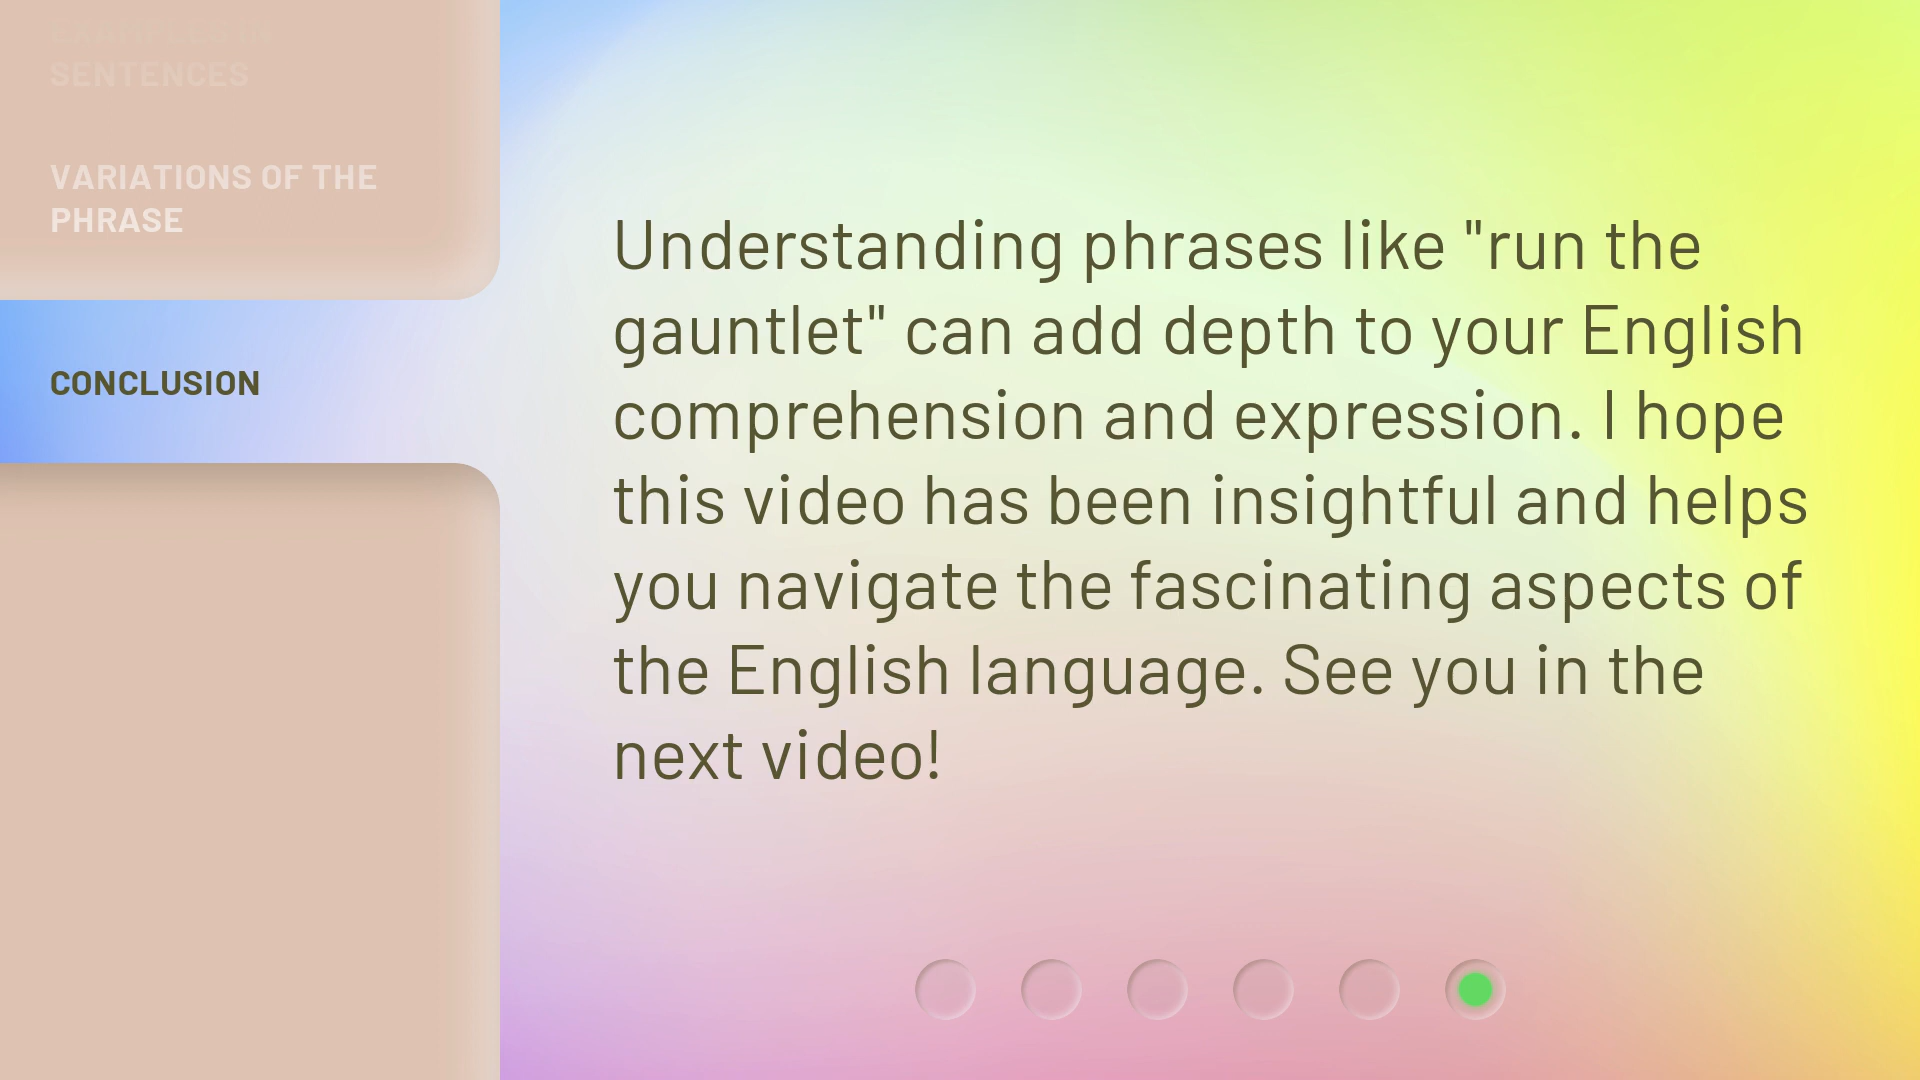 SENTENCES
VARIATIONS OF THE
PHRASE
CONCLUSION
Understanding phrases like "run the
gauntlet" can add depth to your English
comprehension and expression. I hope
this video has been insightful and helps
you navigate the fascinating aspects of
the English language. See you in the
next video!